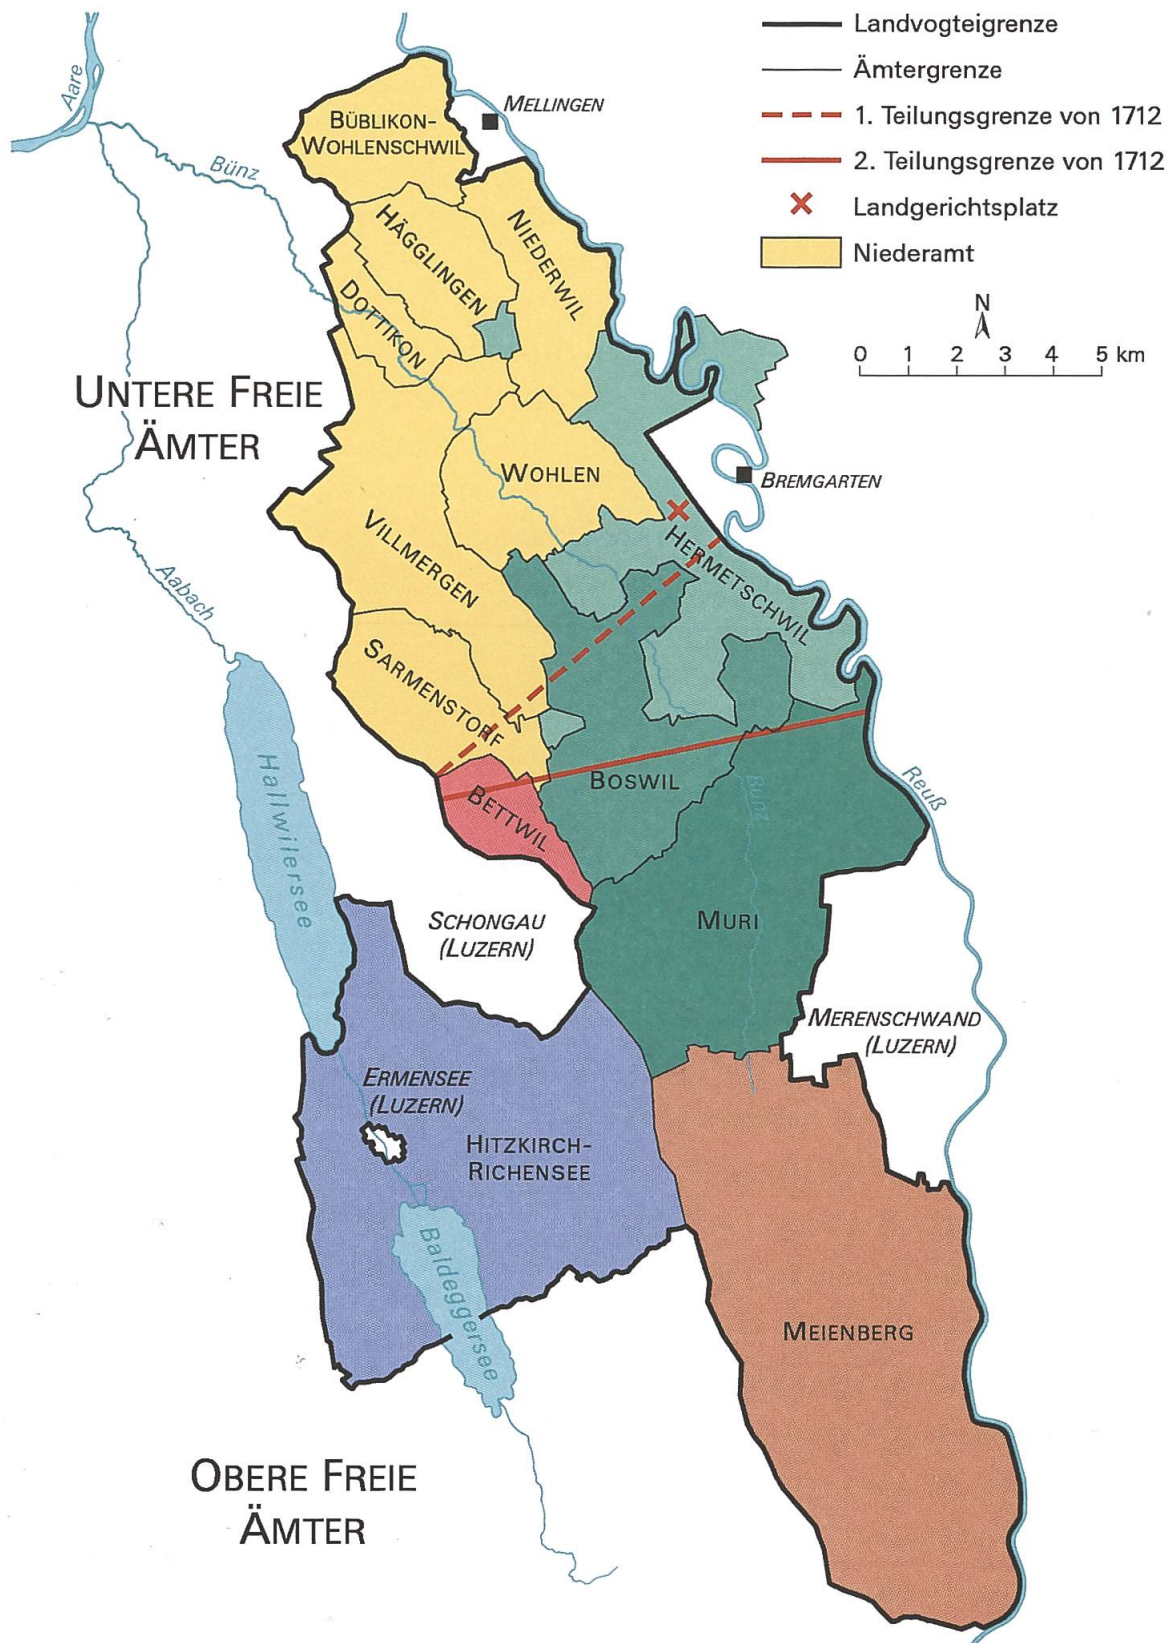 Landvogteigrenze
Ämtergrenze
1. Teilungsgrenze von 1712
2. Teilungsgrenze von 1712
Landgerichtsplatz
Niederamt
N
0 1 2 3 4 5 km
Aare
Bünz
BÜBLIKON-
WOHLENSCHWIL
MELLINGEN
HÄGGLINGEN
NIEDERWIL
DOTTIKON
UNTERE FREIE
ÄMTER
WOHLEN
BREMGARTEN
VILLMERGEN
HERMETSCHWIL
Aabach
SARMENSTORF
Hallwilersee
BETTWIL
BOSWIL
Bünz
Reuß
SCHONGAU
(LUZERN)
MURI
MERENSCHWAND
(LUZERN)
ERMENSEE
(LUZERN)
HITZKIRCH-
RICHENSEE
Baldeggersee
MEIENBERG
OBERE FREIE
ÄMTER